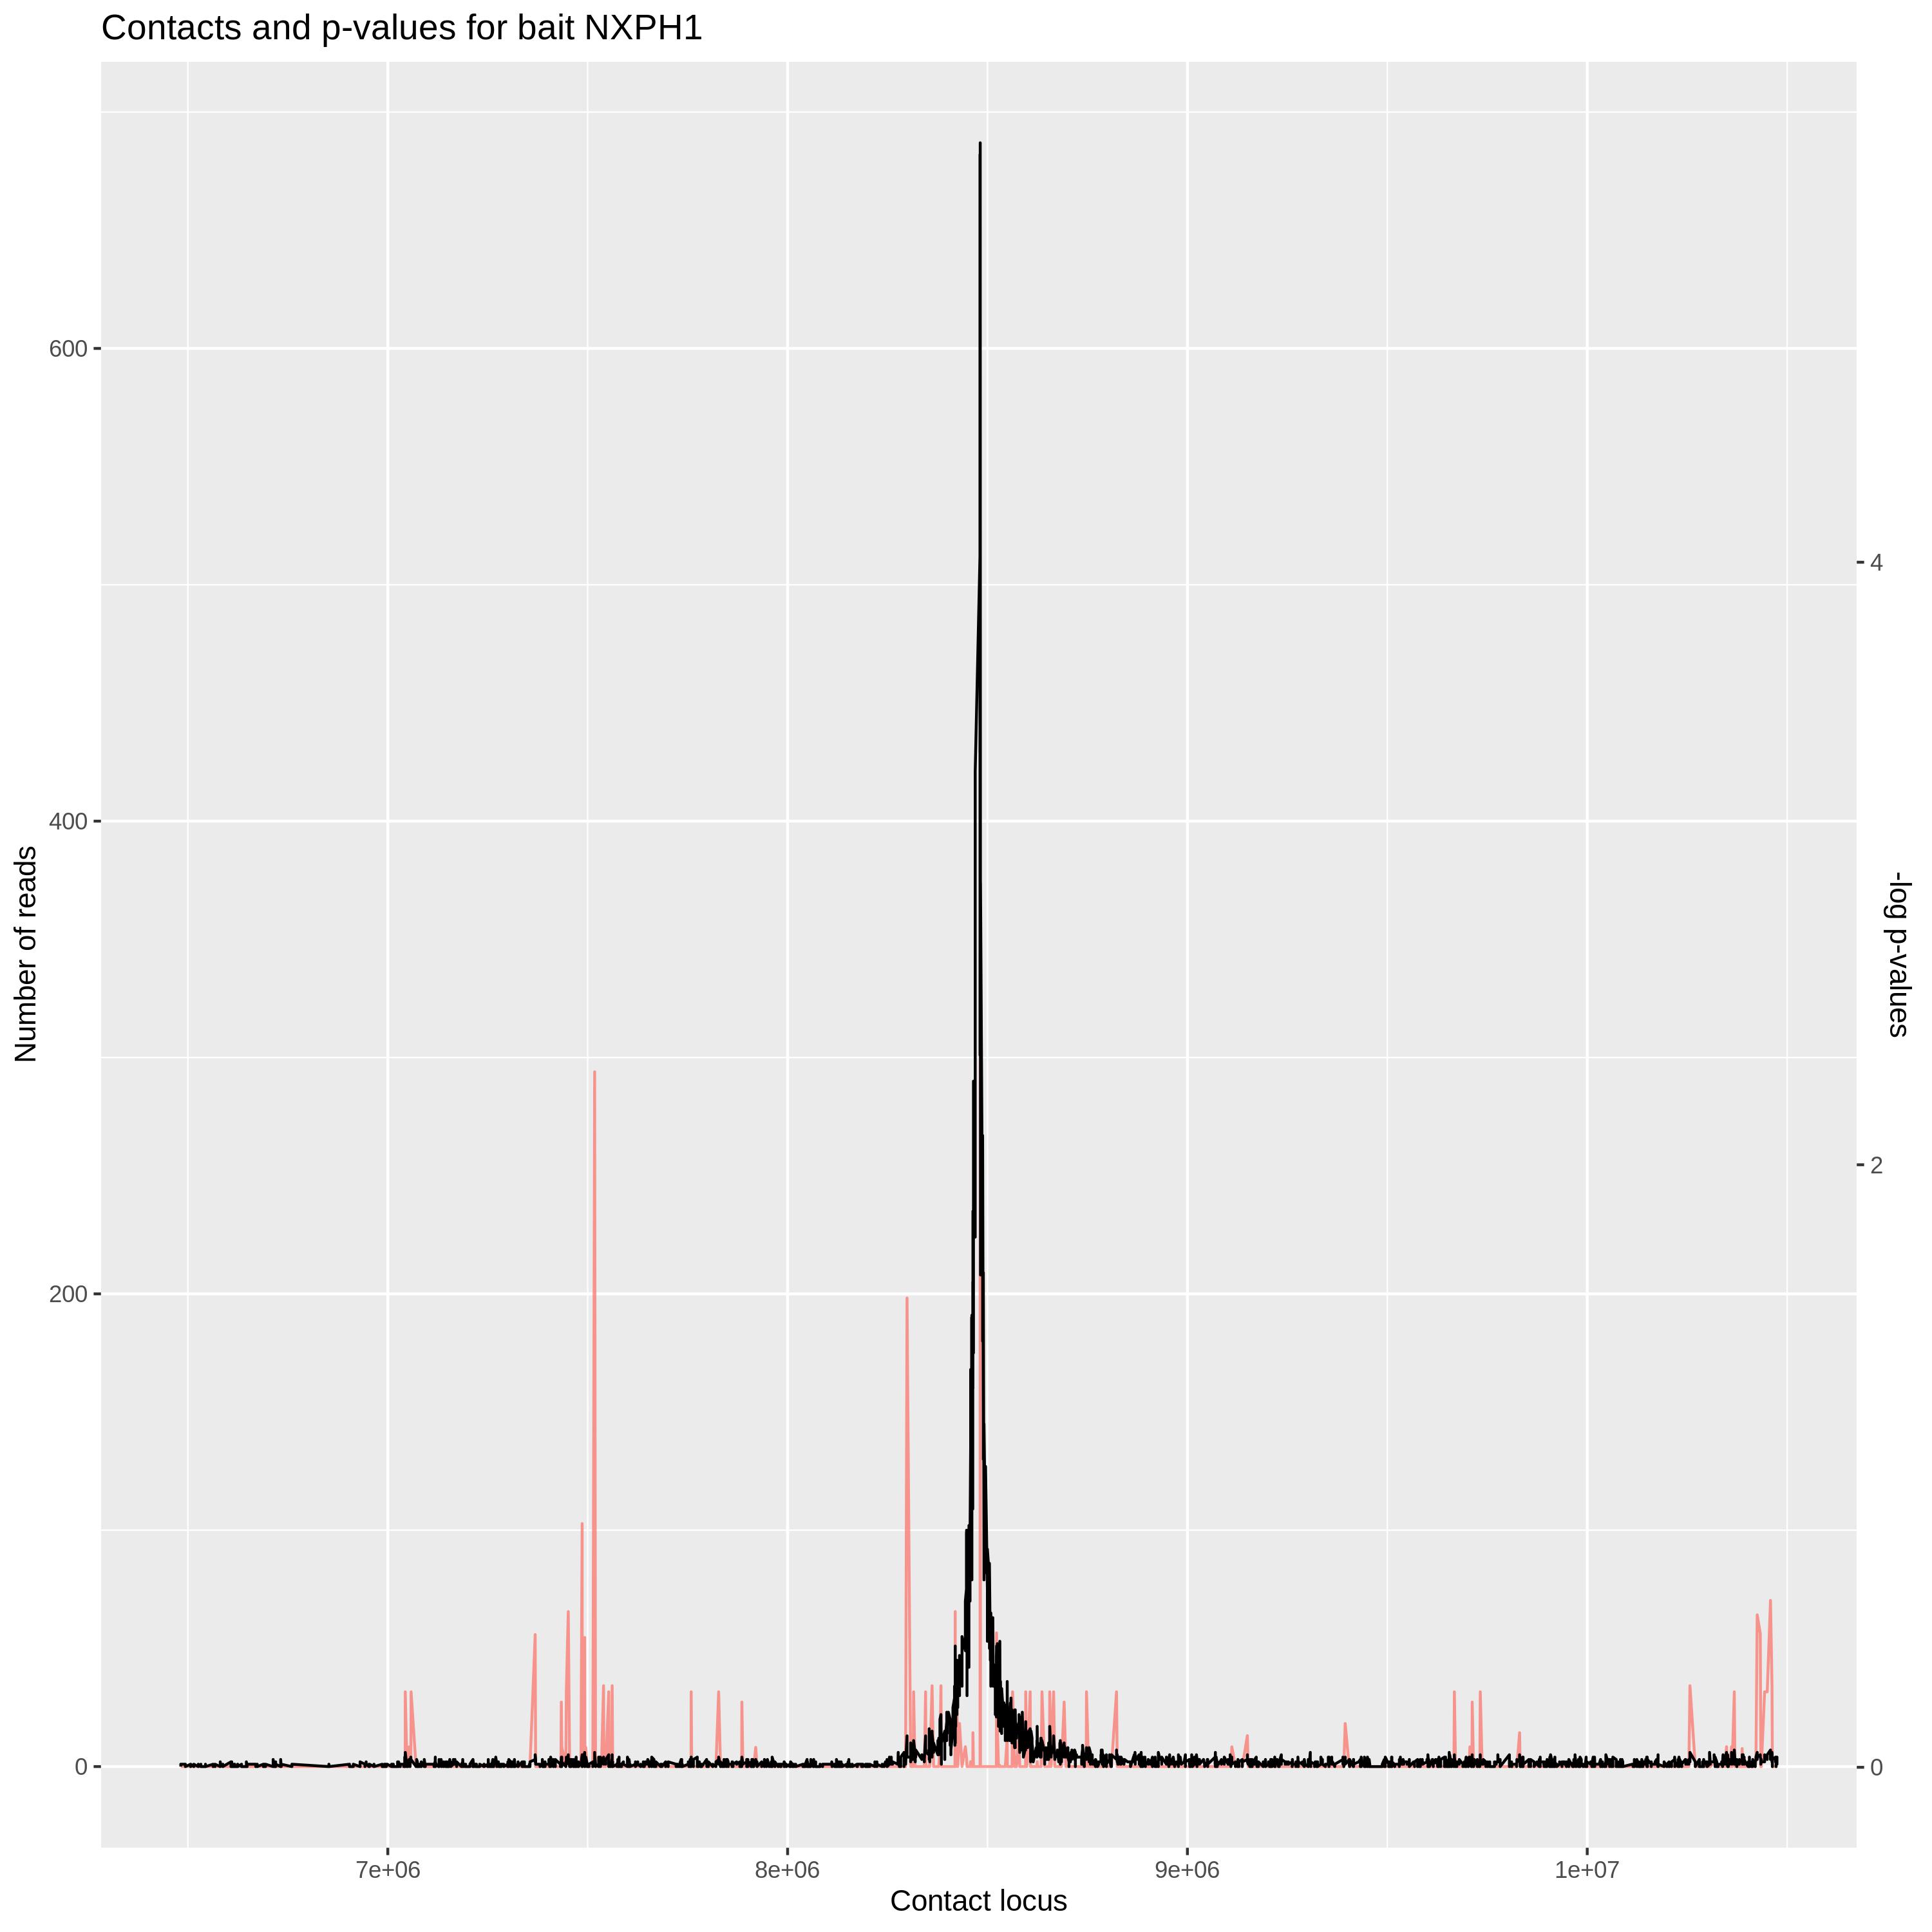 Contacts and p-values for bait NXPH1
600
400
200
0
Number of reads
4
2
0
-log p-values
7e+06
8e+06
9e+06
1e+07
Contact locus